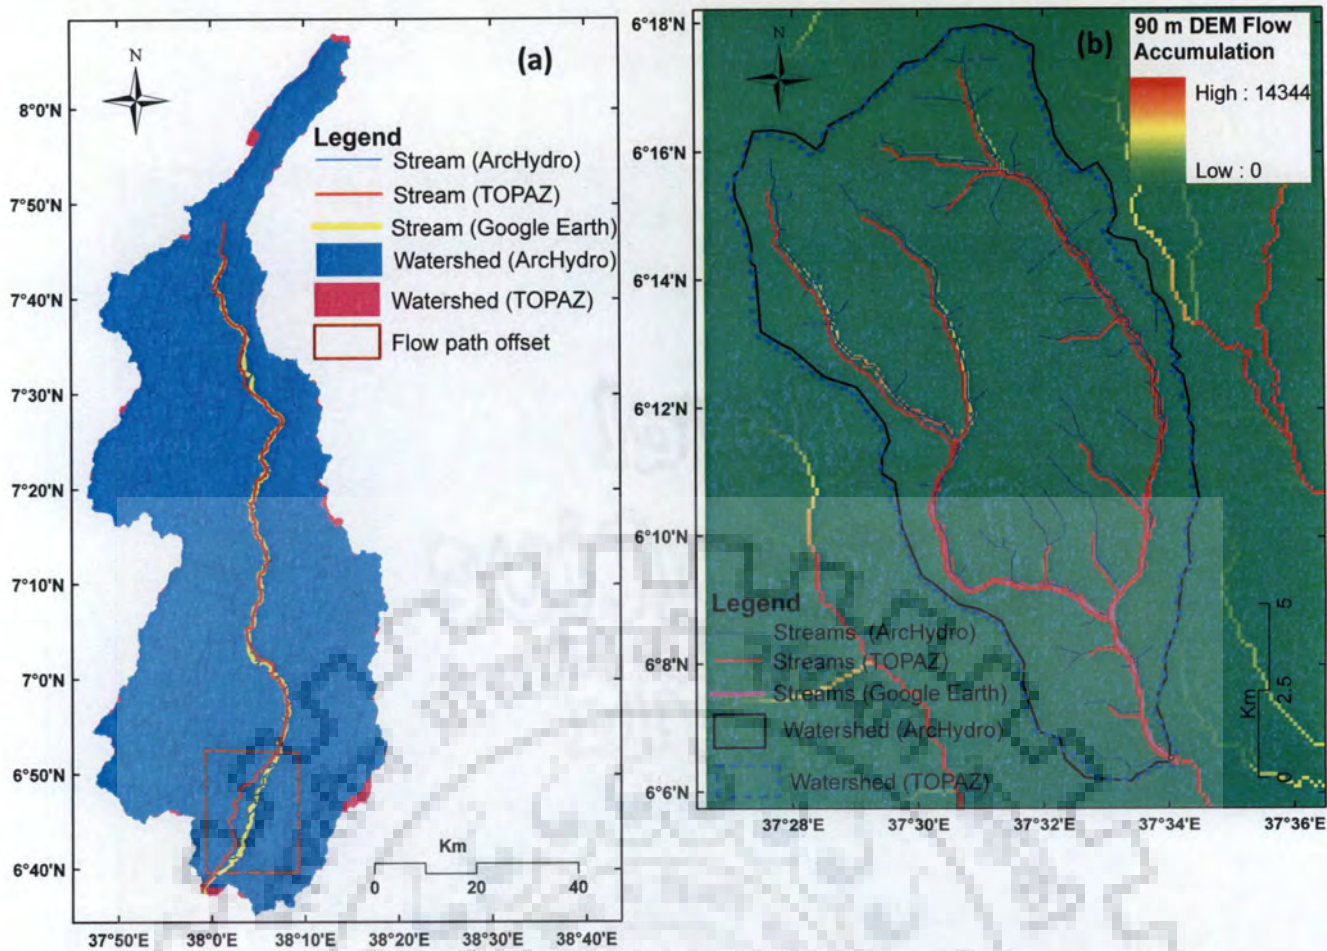 (a)
N
Legend
Stream (ArcHydro)
Stream (TOPAZ)
Stream (Google Earth)
Watershed (ArcHydro)
Watershed (TOPAZ)
Flow path offset
8°0'N
7°50'N
7°40'N
7°30'N
7°20'N
7°10'N
7°0'N
6°50'N
6°40'N
Km
0 20 40
37°50'E 38°0'E 38°10'E 38°20'E 38°30'E 38°40'E
(b)
N
90 m DEM Flow
Accumulation
High : 14344
Low : 0
6°18'N
6°16'N
6°14'N
6°12'N
6°10'N
6°8'N
6°6'N
Legend
Streams (ArcHydro)
Streams (TOPAZ)
Streams (Google Earth)
Watershed (ArcHydro)
Watershed (TOPAZ)
Km
0 2.5 5
37°28'E 37°30'E 37°32'E 37°34'E 37°36'E